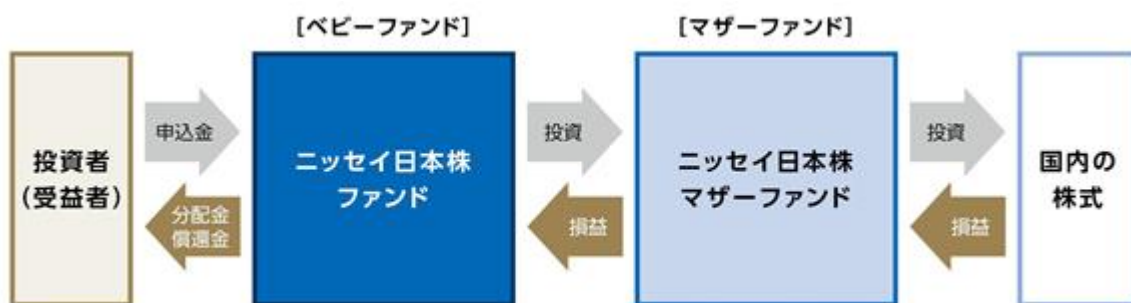 [ベビーファンド]
[マザーファンド]
投資者
(受益者)
申込金
分配金
償還金
ニッセイ日本株
ファンド
投資
損益
ニッセイ日本株
マザーファンド
投資
損益
国内の
株式